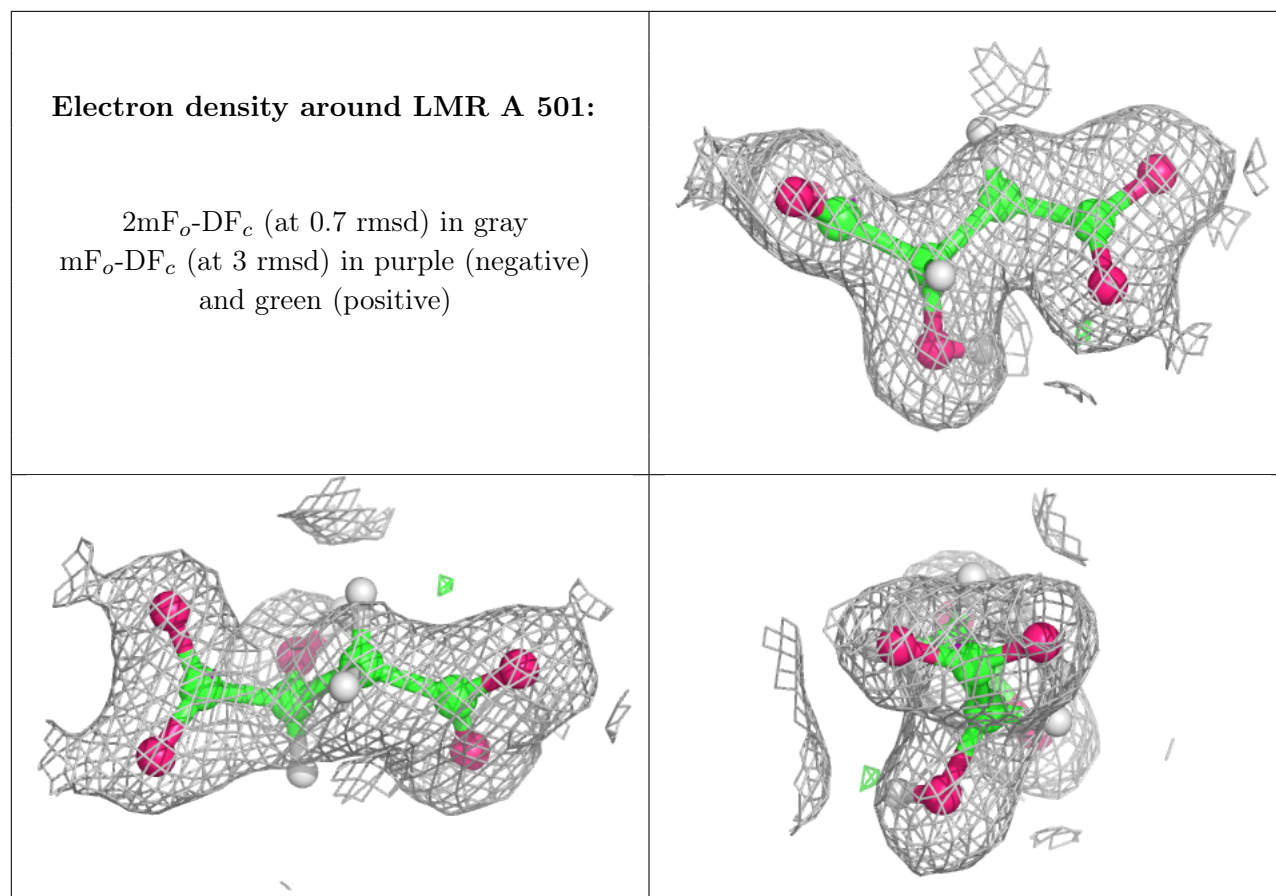 Electron density around LMR A 501:
2mFo-DFc (at 0.7 rmsd) in gray
mFo-DFc (at 3 rmsd) in purple (negative)
and green (positive)